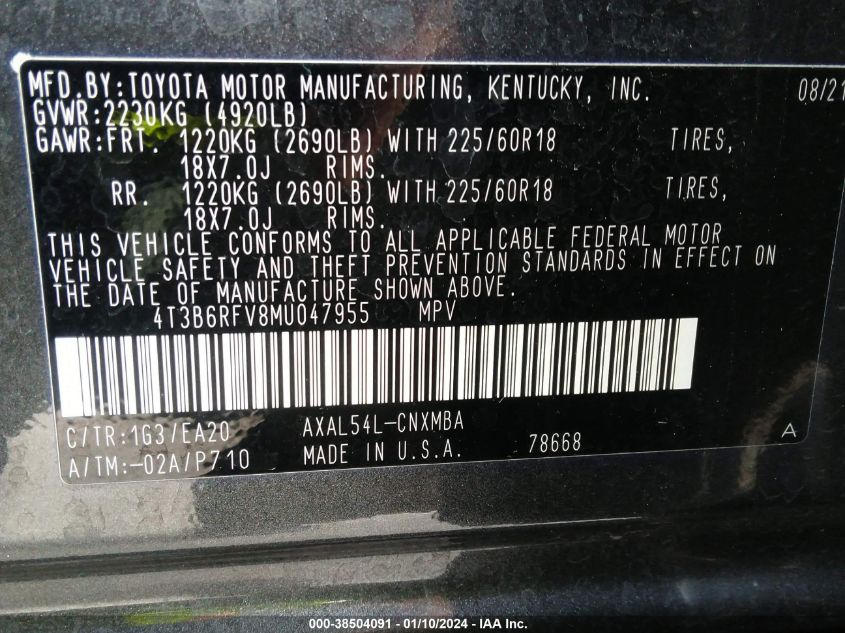 MFD.BY:TOYOTA MOTOR MANUFACTURING, KENTUCKY, INC. 08/21
GVWR:2230KG (4920LB)
GAWR:FRT. 1220KG (2690LB) WITH 225/60R18 TIRES,
18X7.0J RIMS.
RR. 1220KG (2690LB) WITH 225/60R18 TIRES,
18X7.0J RIMS.
THIS VEHICLE CONFORMS TO ALL APPLICABLE FEDERAL MOTOR
VEHICLE SAFETY AND THEFT PREVENTION STANDARDS IN EFFECT ON
THE DATE OF MANUFACTURE SHOWN ABOVE.
4T3B6RFV8MU047955 MPV
C/TR:1G3/EA20 AXAL54L-CNXMBA A
A/TM:-02A/P710 MADE IN U.S.A. 78668
000-38504091 - 01/10/2024 - IAA Inc.